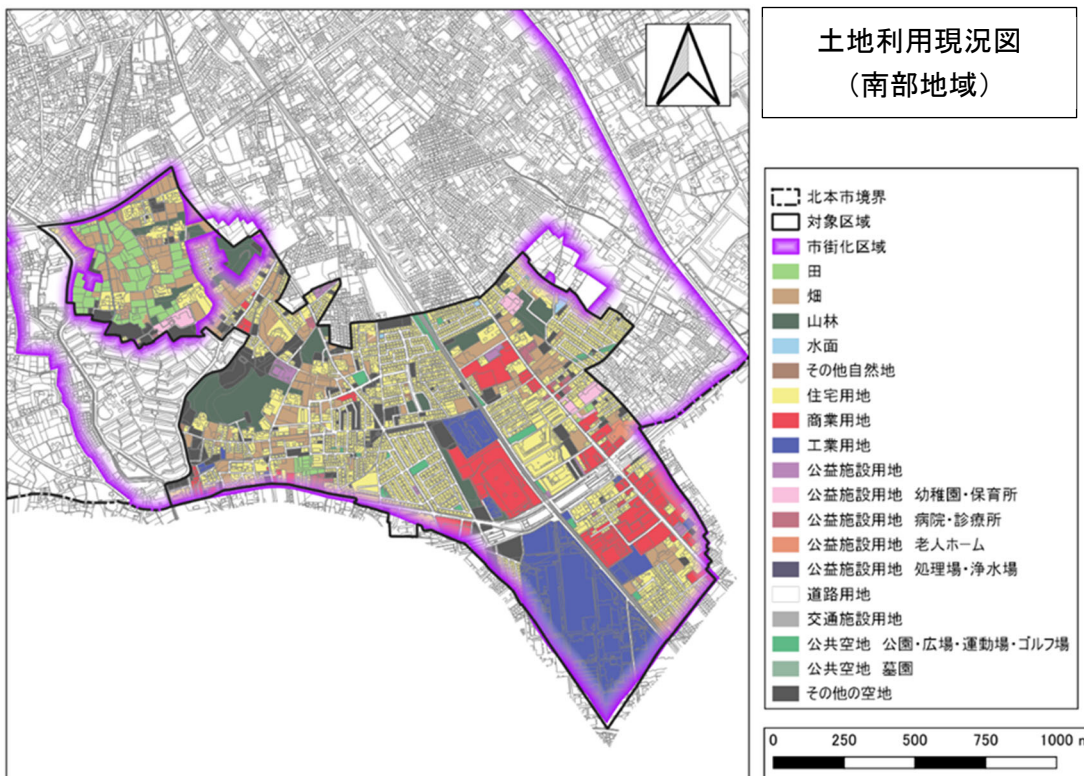 土地利用現況図
（南部地域）
北本市境界
対象区域
市街化区域
田
畑
山林
水面
その他自然地
住宅用地
商業用地
工業用地
公益施設用地
公益施設用地 幼稚園・保育所
公益施設用地 病院・診療所
公益施設用地 老人ホーム
公益施設用地 処理場・浄水場
道路用地
交通施設用地
公共空地 公園・広場・運動場・ゴルフ場
公共空地 墓園
その他の空地
0 250 500 750 1000 m